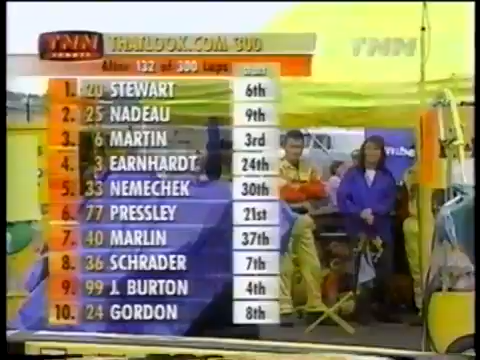 TNN THATLOOK.COM 300
TNN
After 132 of 300 Laps
START
1. 20 STEWART 6th
2. 25 NADEAU 9th
3. 6 MARTIN 3rd
4. 3 EARNHARDT 24th
5. 33 NEMECHEK 30th
6. 77 PRESSLEY 21st
7. 40 MARLIN 37th
8. 36 SCHRADER 7th
9. 99 J. BURTON 4th
10. 24 GORDON 8th